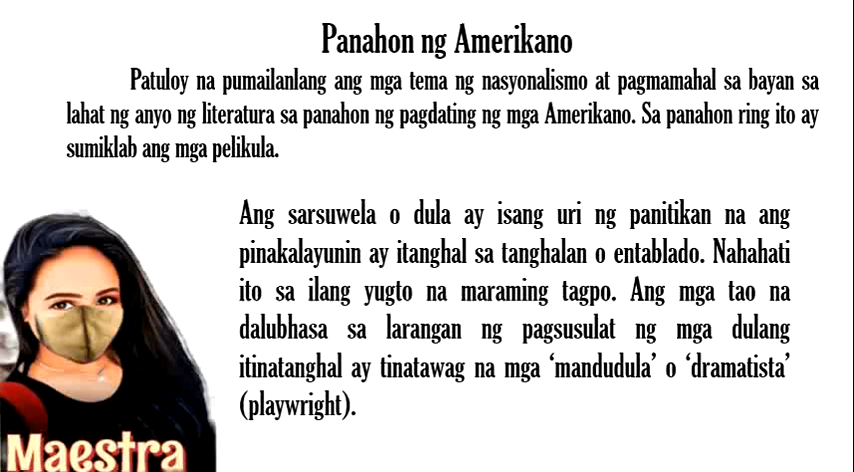 Panahon ng Amerikano
Patuloy na pumailanlang ang mga tema ng nasyonalismo at pagmamahal sa bayan sa
lahat ng anyo ng literatura sa panahon ng pagdating ng mga Amerikano. Sa panahon ring ito ay
sumiklab ang mga pelikula.
Ang sarsuwela o dula ay isang uri ng panitikan na ang
pinakalayunin ay itanghal sa tanghalan o entablado. Nahahati
ito sa ilang yugto na maraming tagpo. Ang mga tao na
dalubhasa sa larangan ng pagsusulat ng mga dulang
itinatanghal ay tinatawag na mga ‘mandudula’ o ‘dramatista’
(playwright).
Maestra